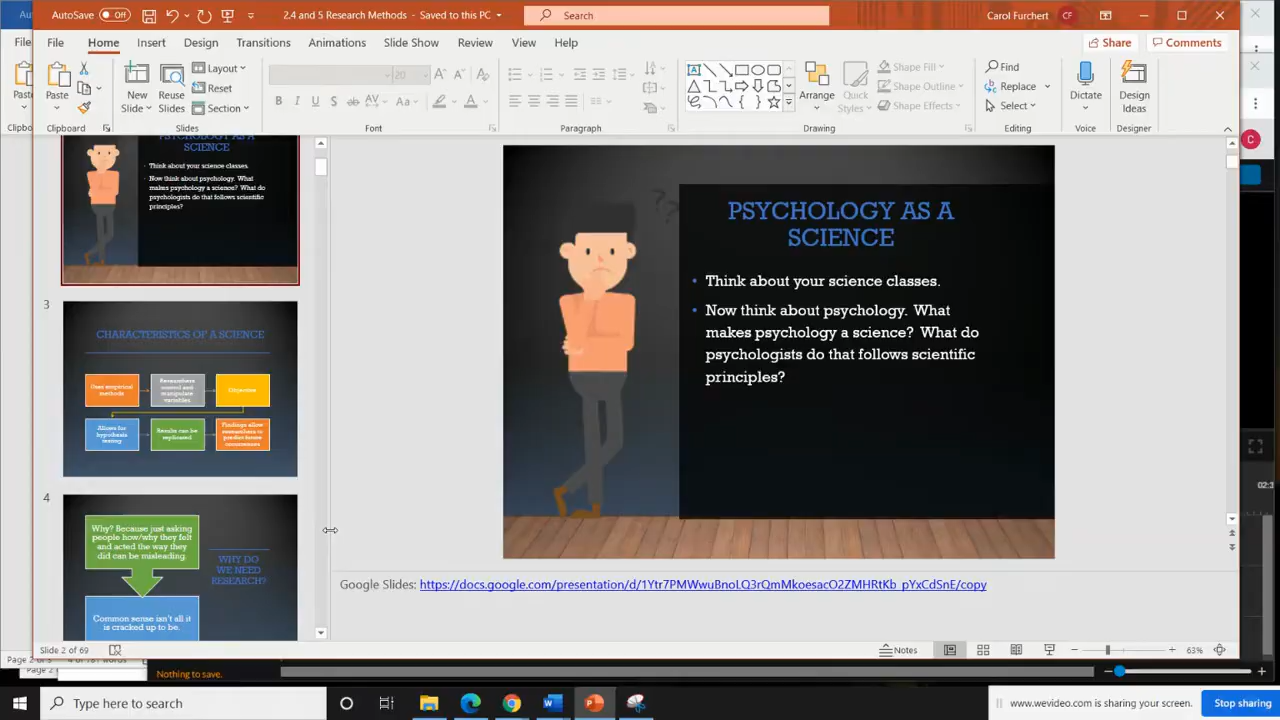 AutoSave Off
2.4 and 5 Research Methods - Saved to this PC
Search
Carol Furchert CF
File Home Insert Design Transitions Animations Slide Show Review View Help
Share Comments
File
Paste
Paste
New Slide
Reuse Slides
Layout
Reset
Section
20
B I U S ab AV Aa A
Arrange
Quick Styles
Shape Fill
Shape Outline
Shape Effects
Find
Replace
Select
Dictate
Design Ideas
Clipboard Slides Font Paragraph Drawing Editing Voice Designer
PSYCHOLOGY AS A
SCIENCE
Think about your science classes.
Now think about psychology. What
makes psychology a science? What do
psychologists do that follows scientific
principles?
3
CHARACTERISTICS OF A SCIENCE
Uses empirical methods
Researchers control and manipulate variables
Objective
Allows for hypothesis testing
Results can be replicated
Findings allow researchers to predict future occurrences
4
Why? Because just asking
people how/why they felt
and acted the way they
did can be misleading.
WHY DO
WE NEED
RESEARCH?
Common sense isn't all it
is cracked up to be.
PSYCHOLOGY AS A
SCIENCE
• Think about your science classes.
• Now think about psychology. What
makes psychology a science? What do
psychologists do that follows scientific
principles?
Google Slides: https://docs.google.com/presentation/d/1Ytr7PMWwuBnoLQ3rQmMkoesacO2ZMHRtKb_pYxCdSnE/copy
Slide 2 of 69
Notes
63%
Nothing to save.
Type here to search
www.wevideo.com is sharing your screen.
Stop sharing